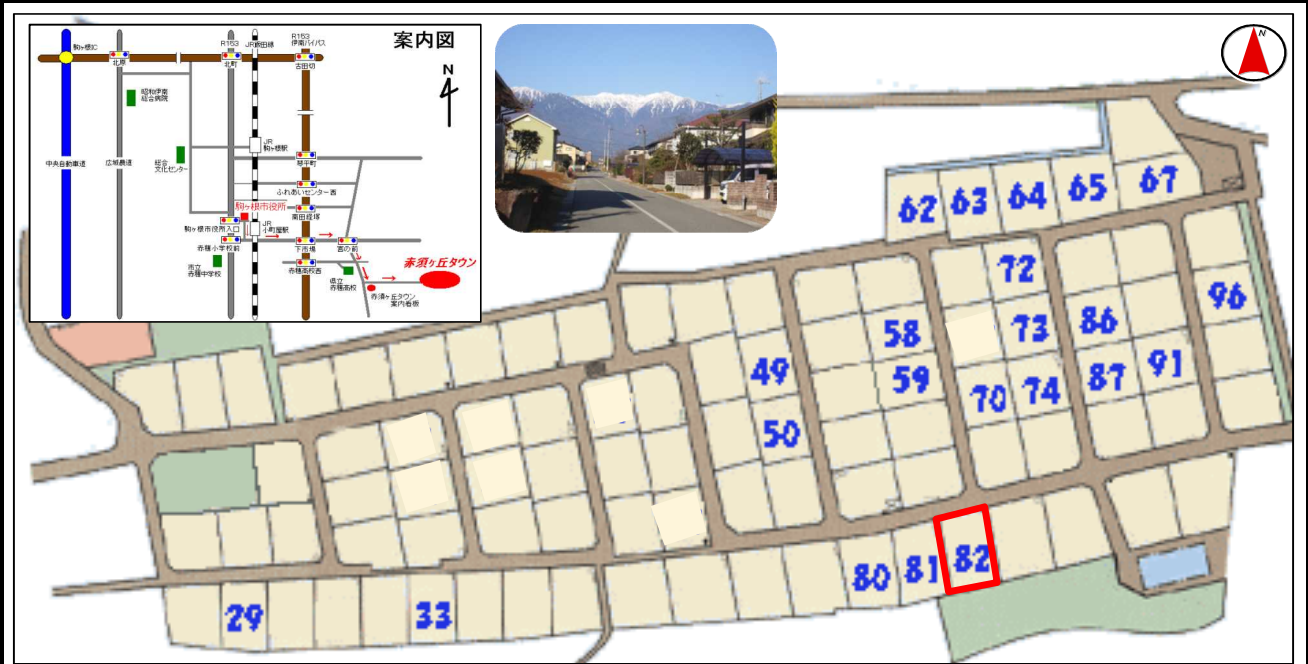 案内図
N
駒ヶ根IC
北原
R153
北町
JR飯田線
R153
伊南バイパス
古田切
昭和伊南
総合病院
中央自動車道
広域農道
総合
文化センター
JR
駒ヶ根駅
琴平町
ふれあいセンター西
駒ヶ根市役所
南田経塚
駒ヶ根市役所入口
JR
小町屋駅
赤穂小学校前
下市場
宮の前
市立
赤穂中学校
赤穂高校西
県立
赤穂高校
赤須ヶ丘タウン
赤須ヶ丘タウン
案内看板
N
62
63
64
65
67
72
96
58
73
86
49
59
70
74
87
91
50
80
81
82
29
33